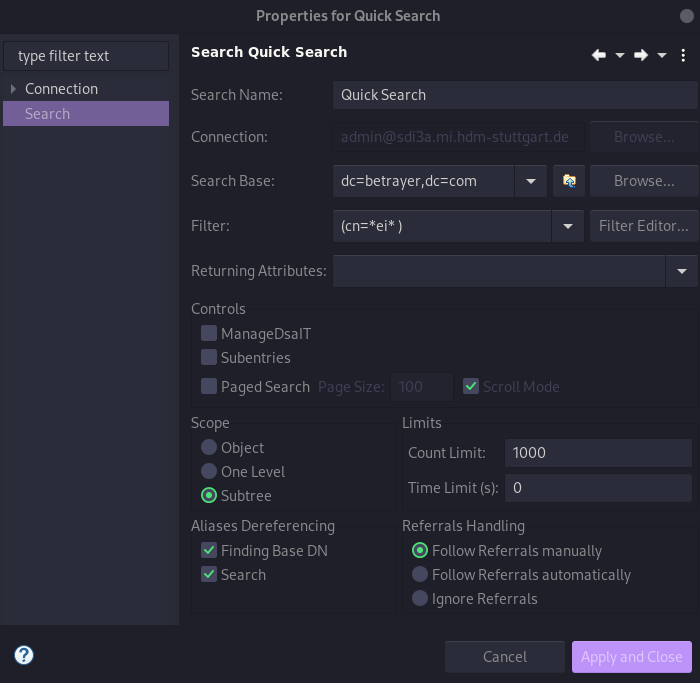 Properties for Quick Search
type filter text
Connection
Search
Search Quick Search
Search Name: Quick Search
Connection: admin@sdi3a.mi.hdm-stuttgart.de Browse...
Search Base: dc=betrayer,dc=com Browse...
Filter: (cn=*ei* ) Filter Editor...
Returning Attributes:
Controls
ManageDsaIT
Subentries
Paged Search Page Size: 100 Scroll Mode
Scope
Object
One Level
Subtree
Limits
Count Limit: 1000
Time Limit (s): 0
Aliases Dereferencing
Finding Base DN
Search
Referrals Handling
Follow Referrals manually
Follow Referrals automatically
Ignore Referrals
?
Cancel Apply and Close